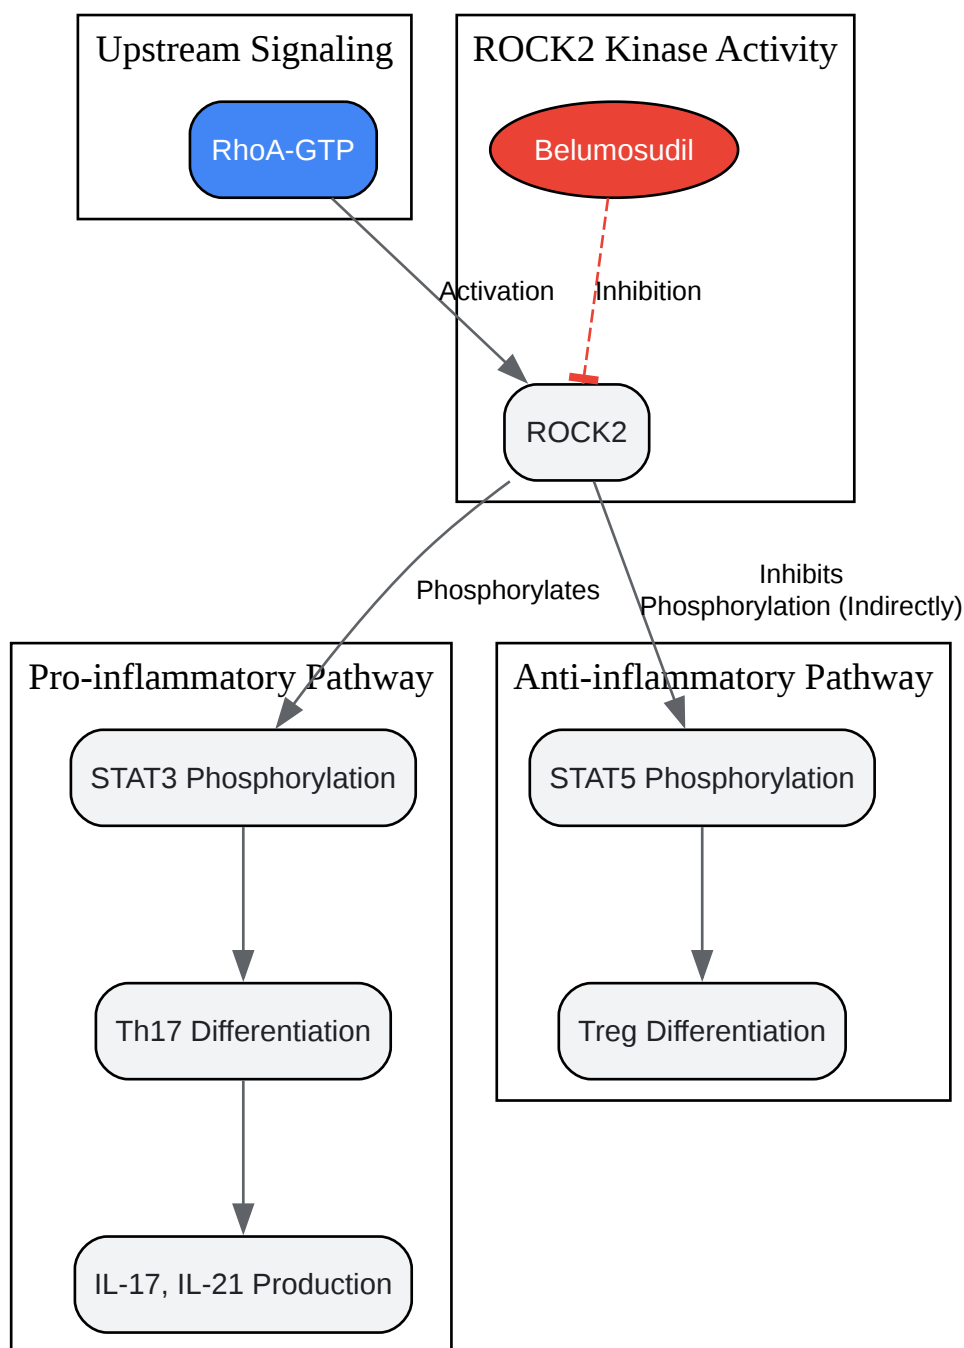 Upstream Signaling
ROCK2 Kinase Activity
RhoA-GTP
Belumosudil
Activation
Inhibition
ROCK2
Phosphorylates
Inhibits
Phosphorylation (Indirectly)
Pro-inflammatory Pathway
Anti-inflammatory Pathway
STAT3 Phosphorylation
STAT5 Phosphorylation
Th17 Differentiation
Treg Differentiation
IL-17, IL-21 Production